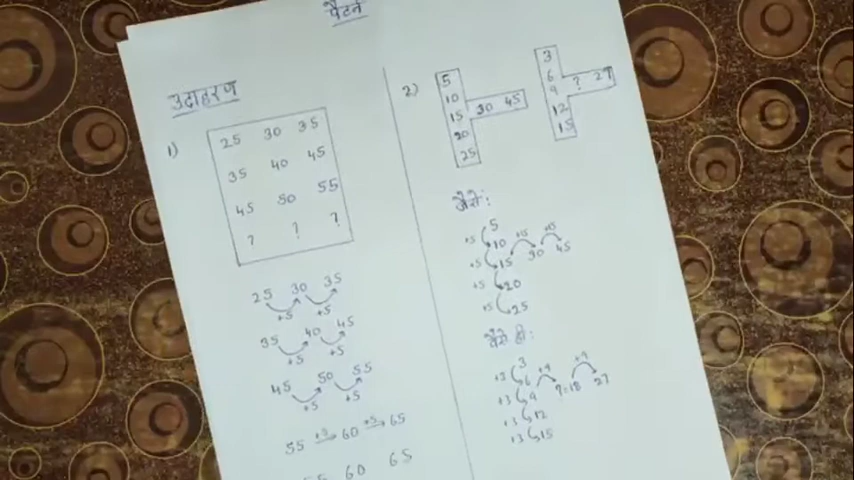 पैटर्न
उदाहरण
1)
25 30 35
35 40 45
45 50 55
? ? ?
25 30 35
+5 +5
35 40 45
+5 +5
45 50 55
+5 +5
55 +5 60 +5 65
55 60 65
2)
5
10
15 30 45
20
25
3
6
9 ? 27
12
15
जैसे:
5
+5 10 +15 +15
+5 15 30 45
+5 20
+5 25
वैसे ही:
3
+3 6 +9 +9
+3 9 ?=18 27
+3 12
+3 15